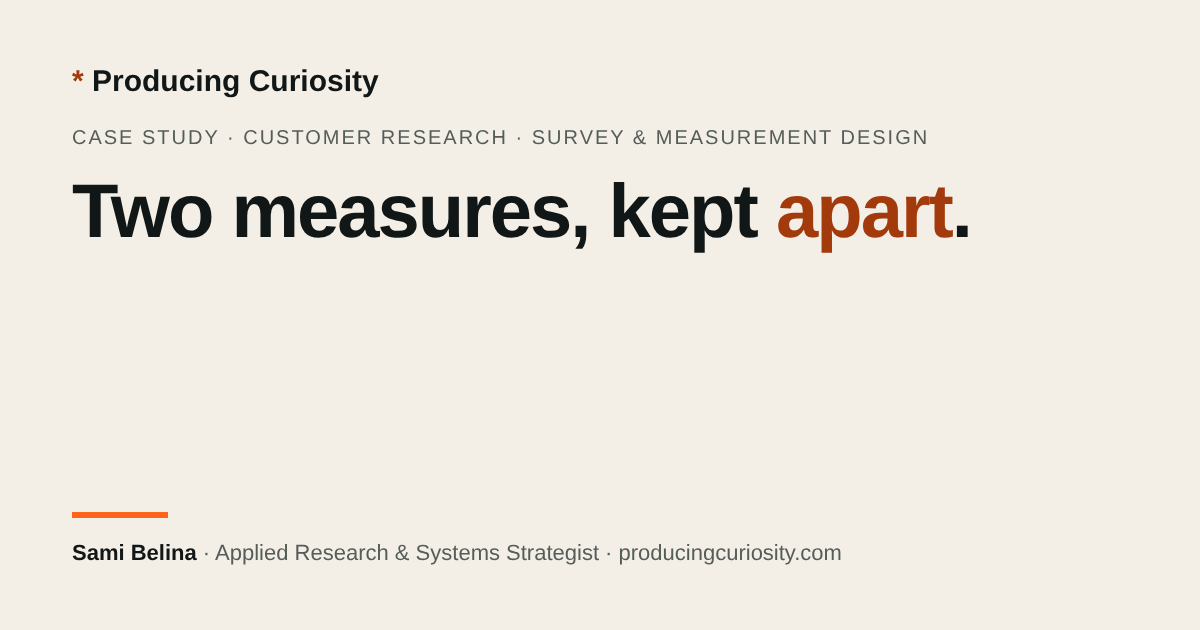 * Producing Curiosity
CASE STUDY · CUSTOMER RESEARCH · SURVEY & MEASUREMENT DESIGN
Two measures, kept apart.
Sami Belina · Applied Research & Systems Strategist · producingcuriosity.com